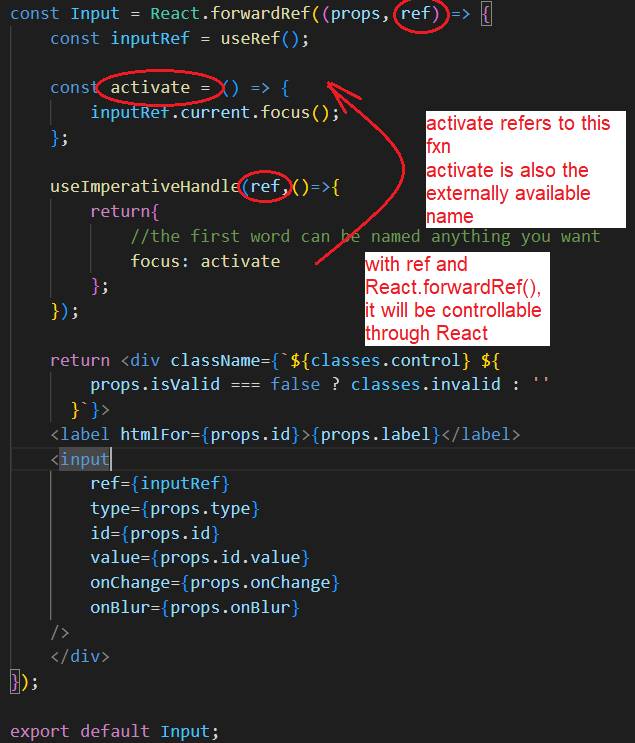 const Input = React.forwardRef((props, ref) => {
const inputRef = useRef();
const activate = () => {
inputRef.current.focus();
};
activate refers to this
fxn
activate is also the
externally available
name
useImperativeHandle(ref,()=>{
return{
//the first word can be named anything you want
focus: activate
};
});
with ref and
React.forwardRef(),
it will be controllable
through React
return <div className={`${classes.control} ${
props.isValid === false ? classes.invalid : ''
}`}>
<label htmlFor={props.id}>{props.label}</label>
<input
ref={inputRef}
type={props.type}
id={props.id}
value={props.id.value}
onChange={props.onChange}
onBlur={props.onBlur}
/>
</div>
});
export default Input;